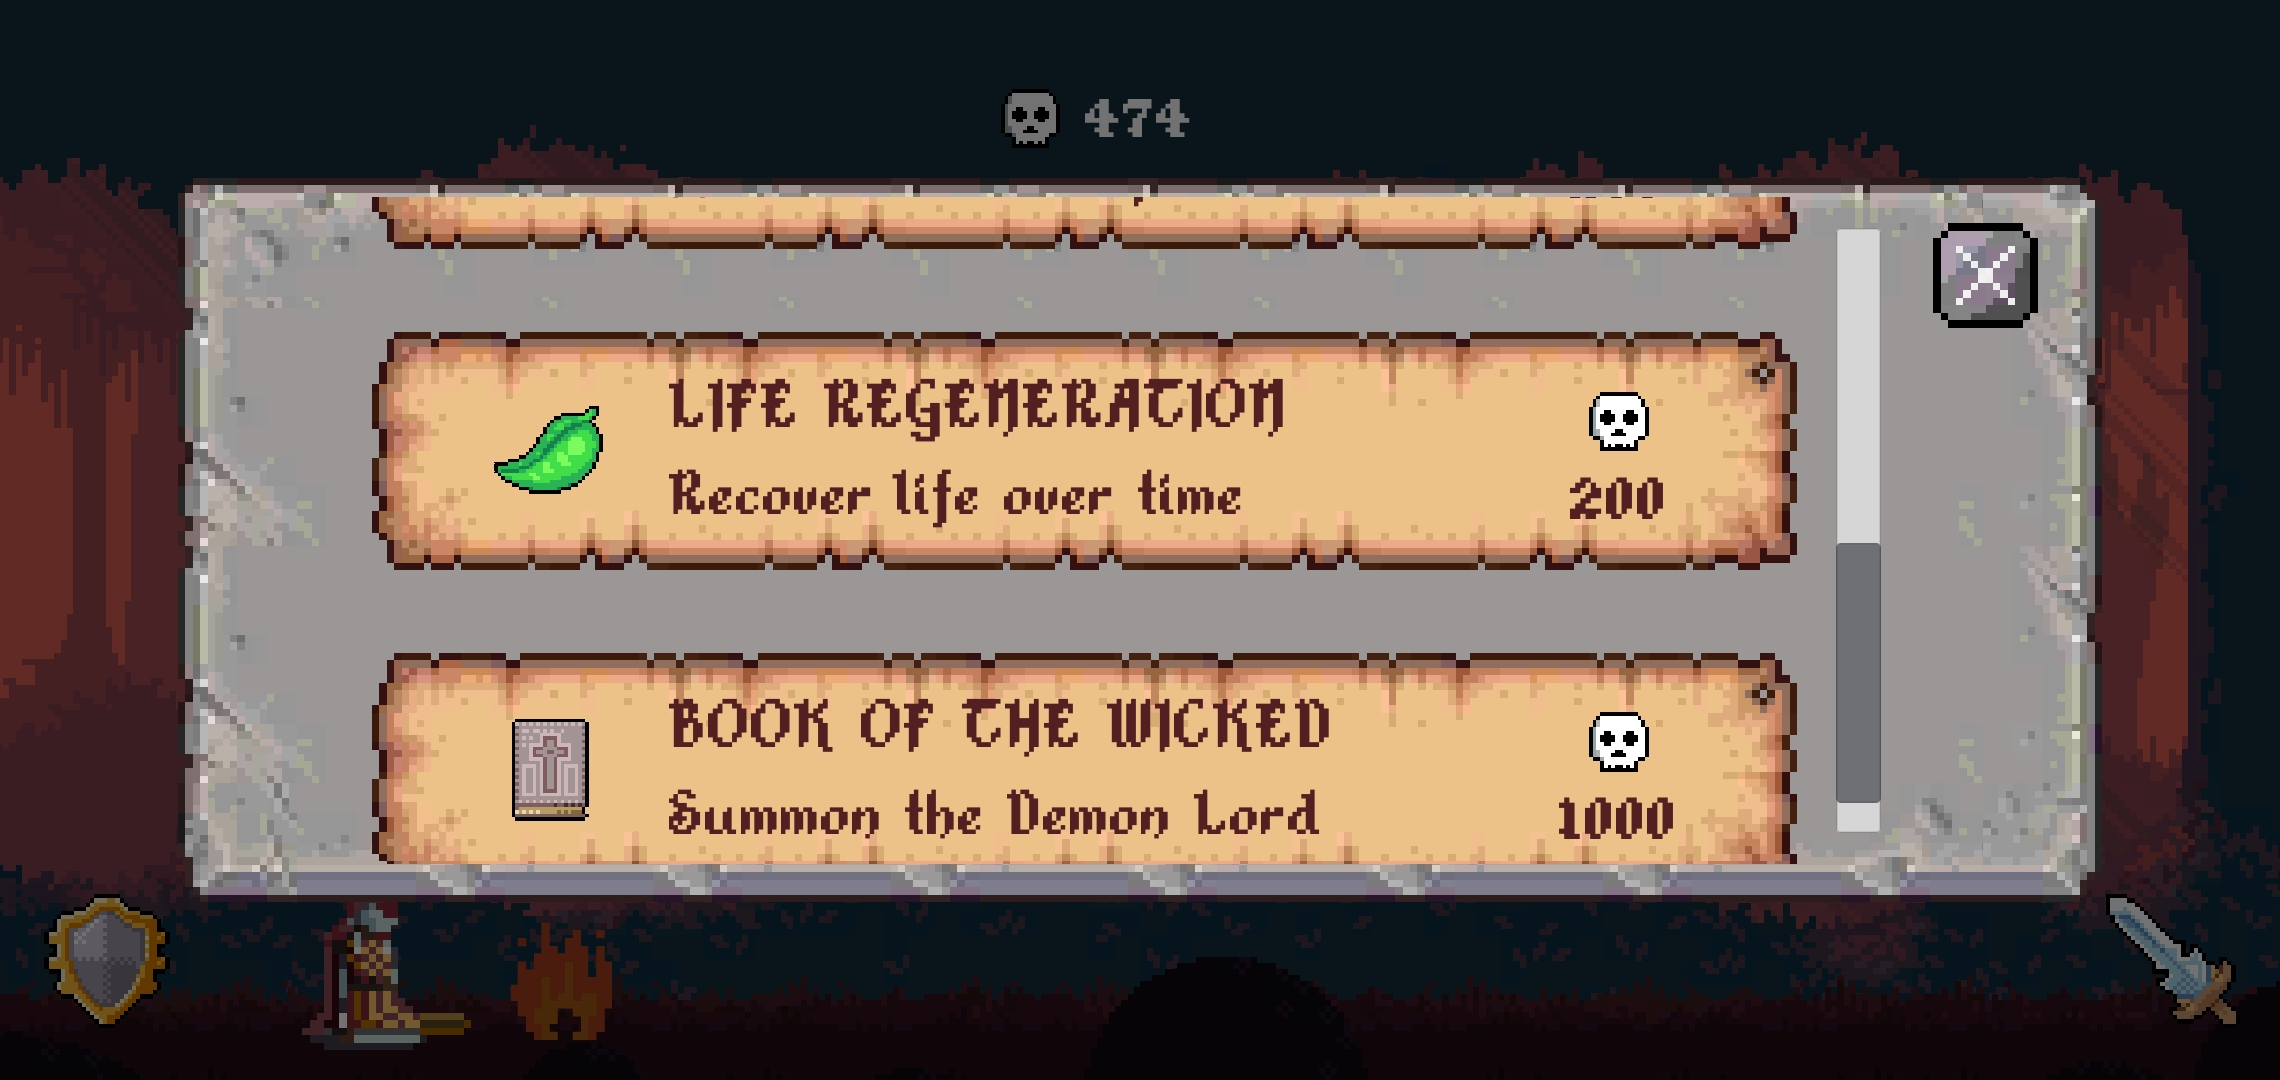 474
LIFE REGENERATION
Recover life over time
200
BOOK OF THE WICKED
Summon the Demon Lord
1000